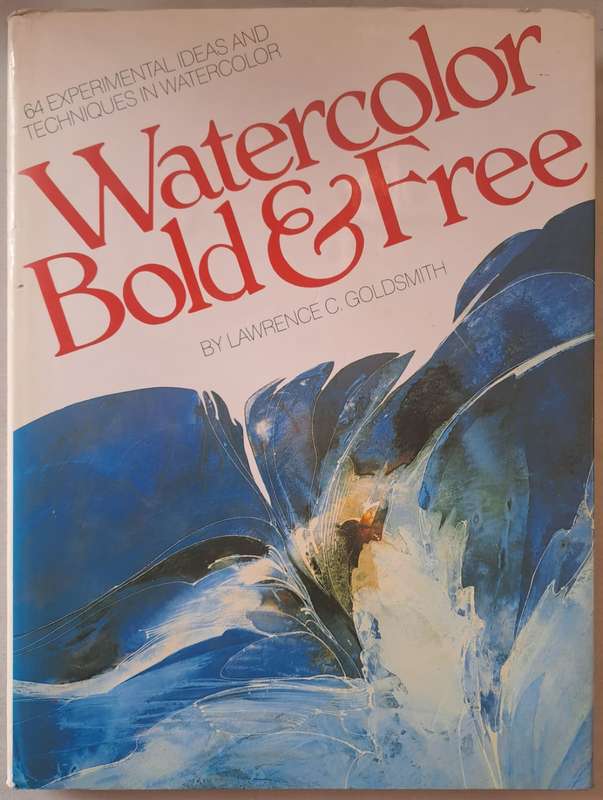 64 EXPERIMENTAL IDEAS AND
TECHNIQUES IN WATERCOLOR
Watercolor
Bold & Free
BY LAWRENCE C. GOLDSMITH